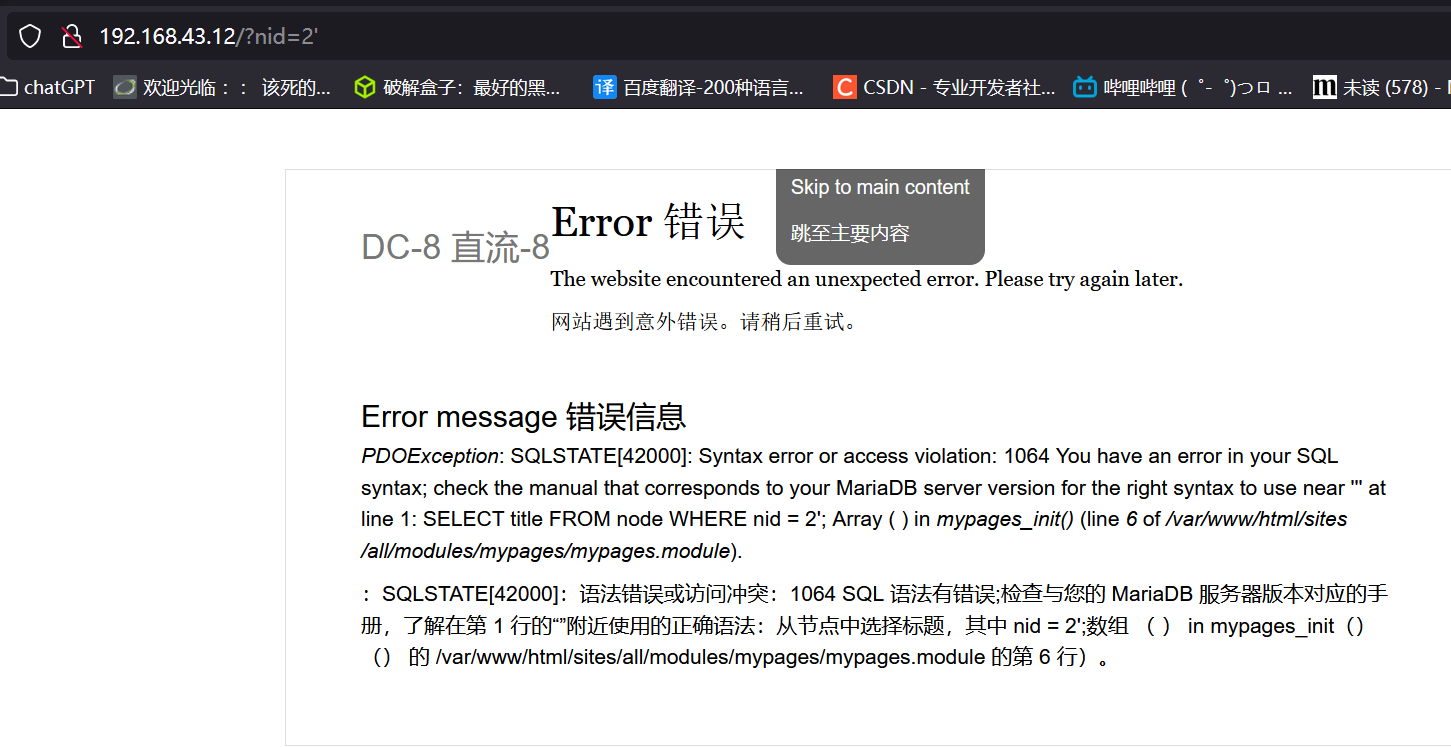 192.168.43.12/?nid=2'
chatGPT 欢迎光临：： 该死的... 破解盒子：最好的黑... 译 百度翻译-200种语言... C CSDN - 专业开发者社... 哔哩哔哩 (゜-゜)つロ ... m 未读 (578) -
Skip to main content
跳至主要内容
DC-8 直流-8
Error 错误
The website encountered an unexpected error. Please try again later.
网站遇到意外错误。请稍后重试。
Error message 错误信息
PDOException: SQLSTATE[42000]: Syntax error or access violation: 1064 You have an error in your SQL
syntax; check the manual that corresponds to your MariaDB server version for the right syntax to use near ''' at
line 1: SELECT title FROM node WHERE nid = 2'; Array ( ) in mypages_init() (line 6 of /var/www/html/sites
/all/modules/mypages/mypages.module).
：SQLSTATE[42000]：语法错误或访问冲突：1064 SQL 语法有错误;检查与您的 MariaDB 服务器版本对应的手
册，了解在第 1 行的“”附近使用的正确语法：从节点中选择标题，其中 nid = 2';数组 （ ） in mypages_init（）
（） 的 /var/www/html/sites/all/modules/mypages/mypages.module 的第 6 行）。